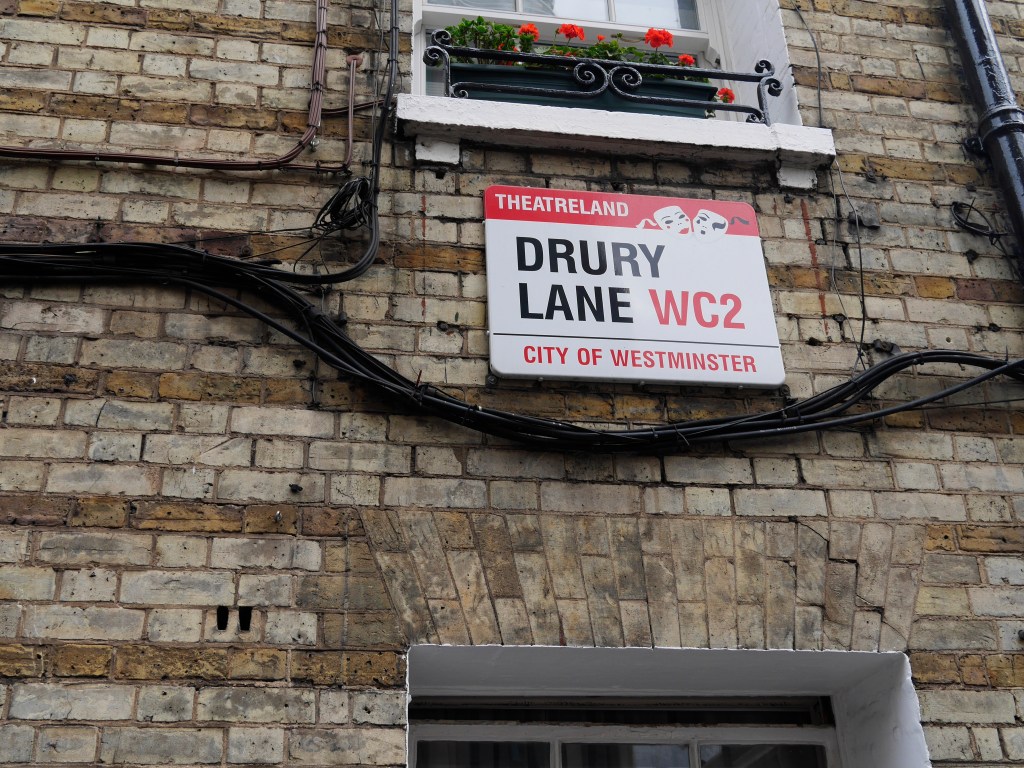 THEATRELAND
DRURY
LANE WC2
CITY OF WESTMINSTER